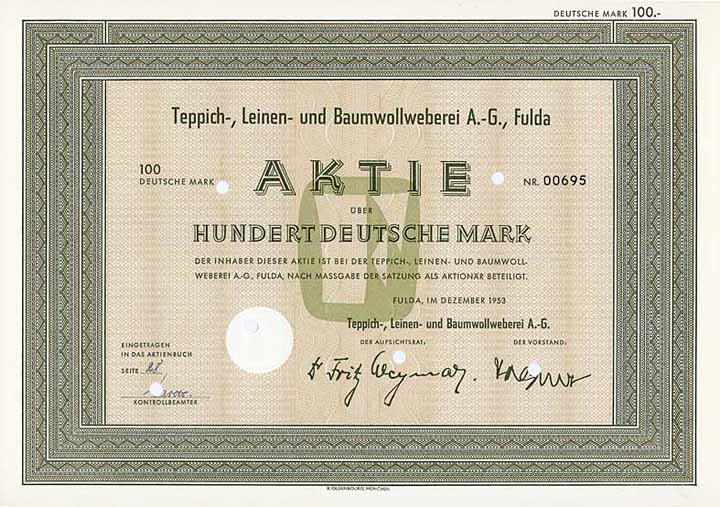 DEUTSCHE MARK 100.-
Teppich-, Leinen- und Baumwollweberei A.-G., Fulda
100
DEUTSCHE MARK
AKTIE
NR. 00695
ÜBER
HUNDERT DEUTSCHE MARK
DER INHABER DIESER AKTIE IST BEI DER TEPPICH-, LEINEN- UND BAUMWOLL-
WEBEREI A.-G., FULDA, NACH MASSGABE DER SATZUNG ALS AKTIONÄR BETEILIGT.
FULDA, IM DEZEMBER 1953
Teppich-, Leinen- und Baumwollweberei A.-G.
DER AUFSICHTSRAT:
DER VORSTAND:
EINGETRAGEN
IN DAS AKTIENBUCH
SEITE 28
Dr Fritz
KONTROLLBEAMTER
R. OLDENBOURG, MÜNCHEN